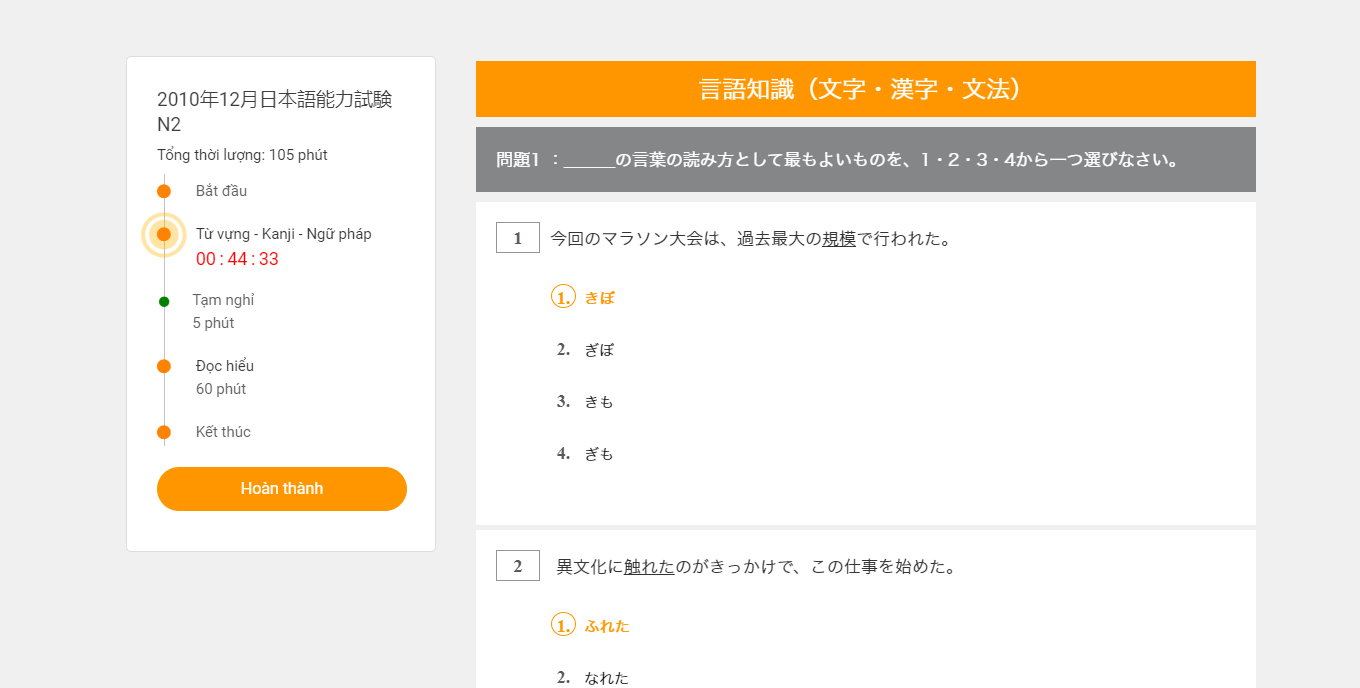 2010年12月日本語能力試験
N2
Tổng thời lượng: 105 phút
Bắt đầu
Từ vựng - Kanji - Ngữ pháp
00 : 44 : 33
Tạm nghỉ
5 phút
Đọc hiểu
60 phút
Kết thúc
Hoàn thành
言語知識（文字・漢字・文法）
問題1 ：______の言葉の読み方として最もよいものを、1・2・3・4から一つ選びなさい。
1 今回のマラソン大会は、過去最大の規模で行われた。
1. きぼ
2. ぎぼ
3. きも
4. ぎも
2 異文化に触れたのがきっかけで、この仕事を始めた。
1. ふれた
2. なれた